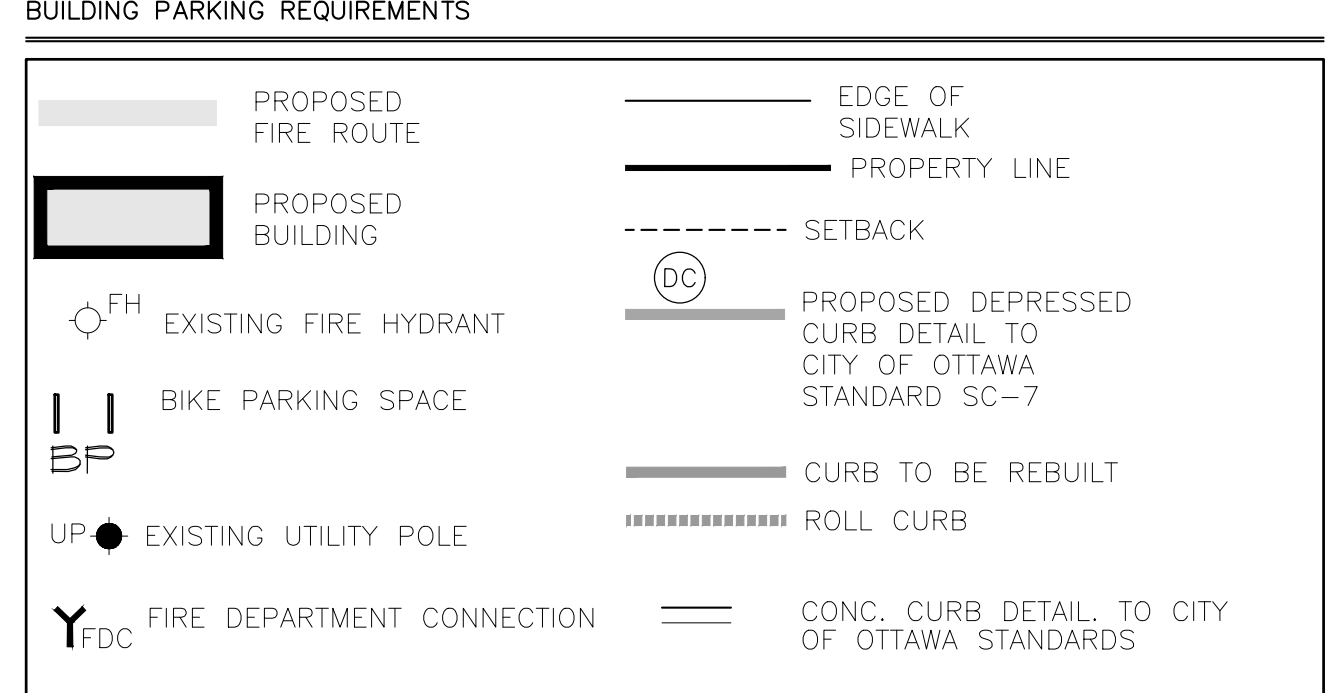 BUILDING PARKING REQUIREMENTS
PROPOSED
FIRE ROUTE
PROPOSED
BUILDING
FH
EXISTING FIRE HYDRANT
BIKE PARKING SPACE
BP
UP
EXISTING UTILITY POLE
FDC
FIRE DEPARTMENT CONNECTION
EDGE OF
SIDEWALK
PROPERTY LINE
SETBACK
DC
PROPOSED DEPRESSED
CURB DETAIL TO
CITY OF OTTAWA
STANDARD SC-7
CURB TO BE REBUILT
ROLL CURB
CONC. CURB DETAIL. TO CITY
OF OTTAWA STANDARDS